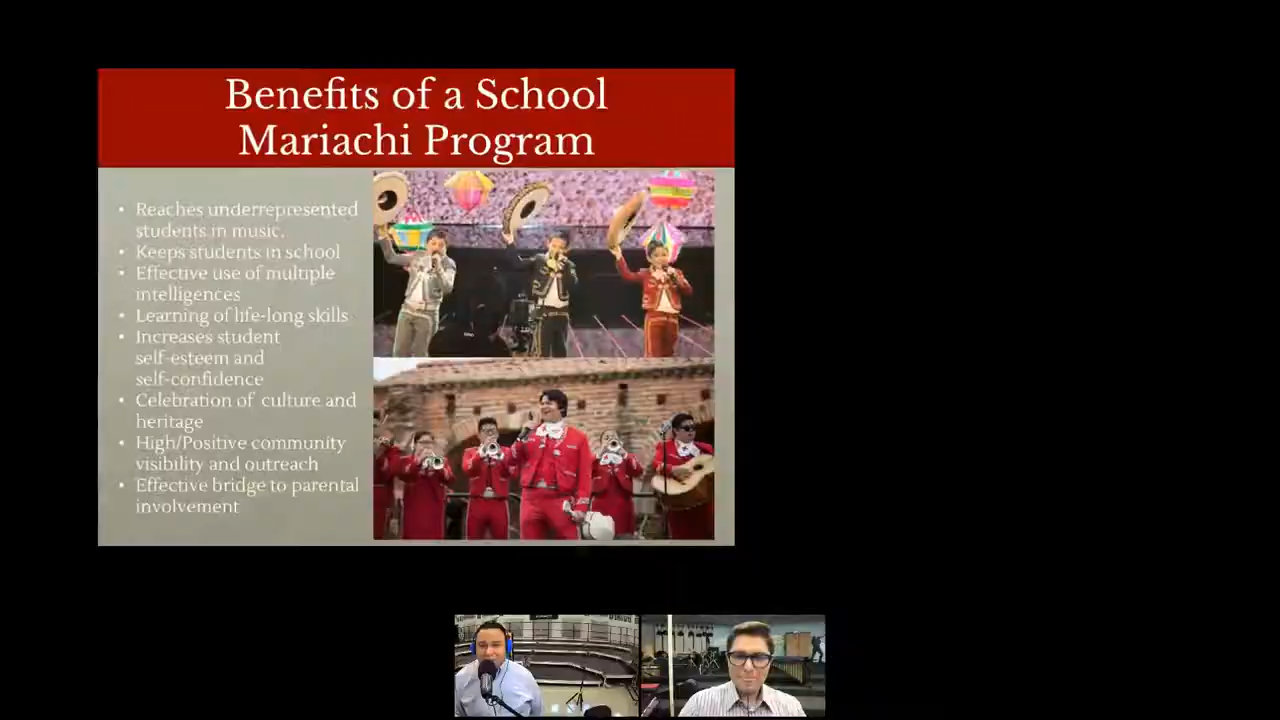 Benefits of a School
Mariachi Program
• Reaches underrepresented
students in music.
• Keeps students in school
• Effective use of multiple
intelligences
• Learning of life-long skills
• Increases student
self-esteem and
self-confidence
• Celebration of culture and
heritage
• High/Positive community
visibility and outreach
• Effective bridge to parental
involvement